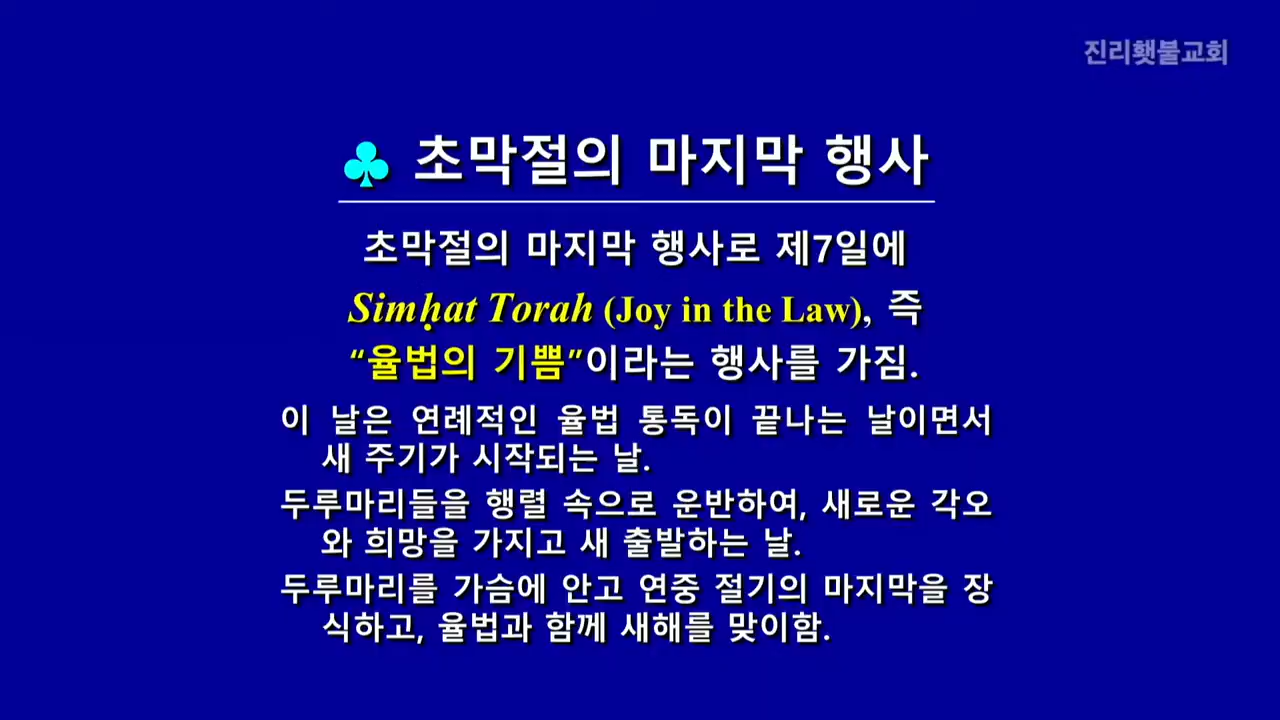 진리횃불교회
♣ 초막절의 마지막 행사
초막절의 마지막 행사로 제7일에
Simḥat Torah (Joy in the Law), 즉
“율법의 기쁨”이라는 행사를 가짐.
이 날은 연례적인 율법 통독이 끝나는 날이면서
새 주기가 시작되는 날.
두루마리들을 행렬 속으로 운반하여, 새로운 각오
와 희망을 가지고 새 출발하는 날.
두루마리를 가슴에 안고 연중 절기의 마지막을 장
식하고, 율법과 함께 새해를 맞이함.